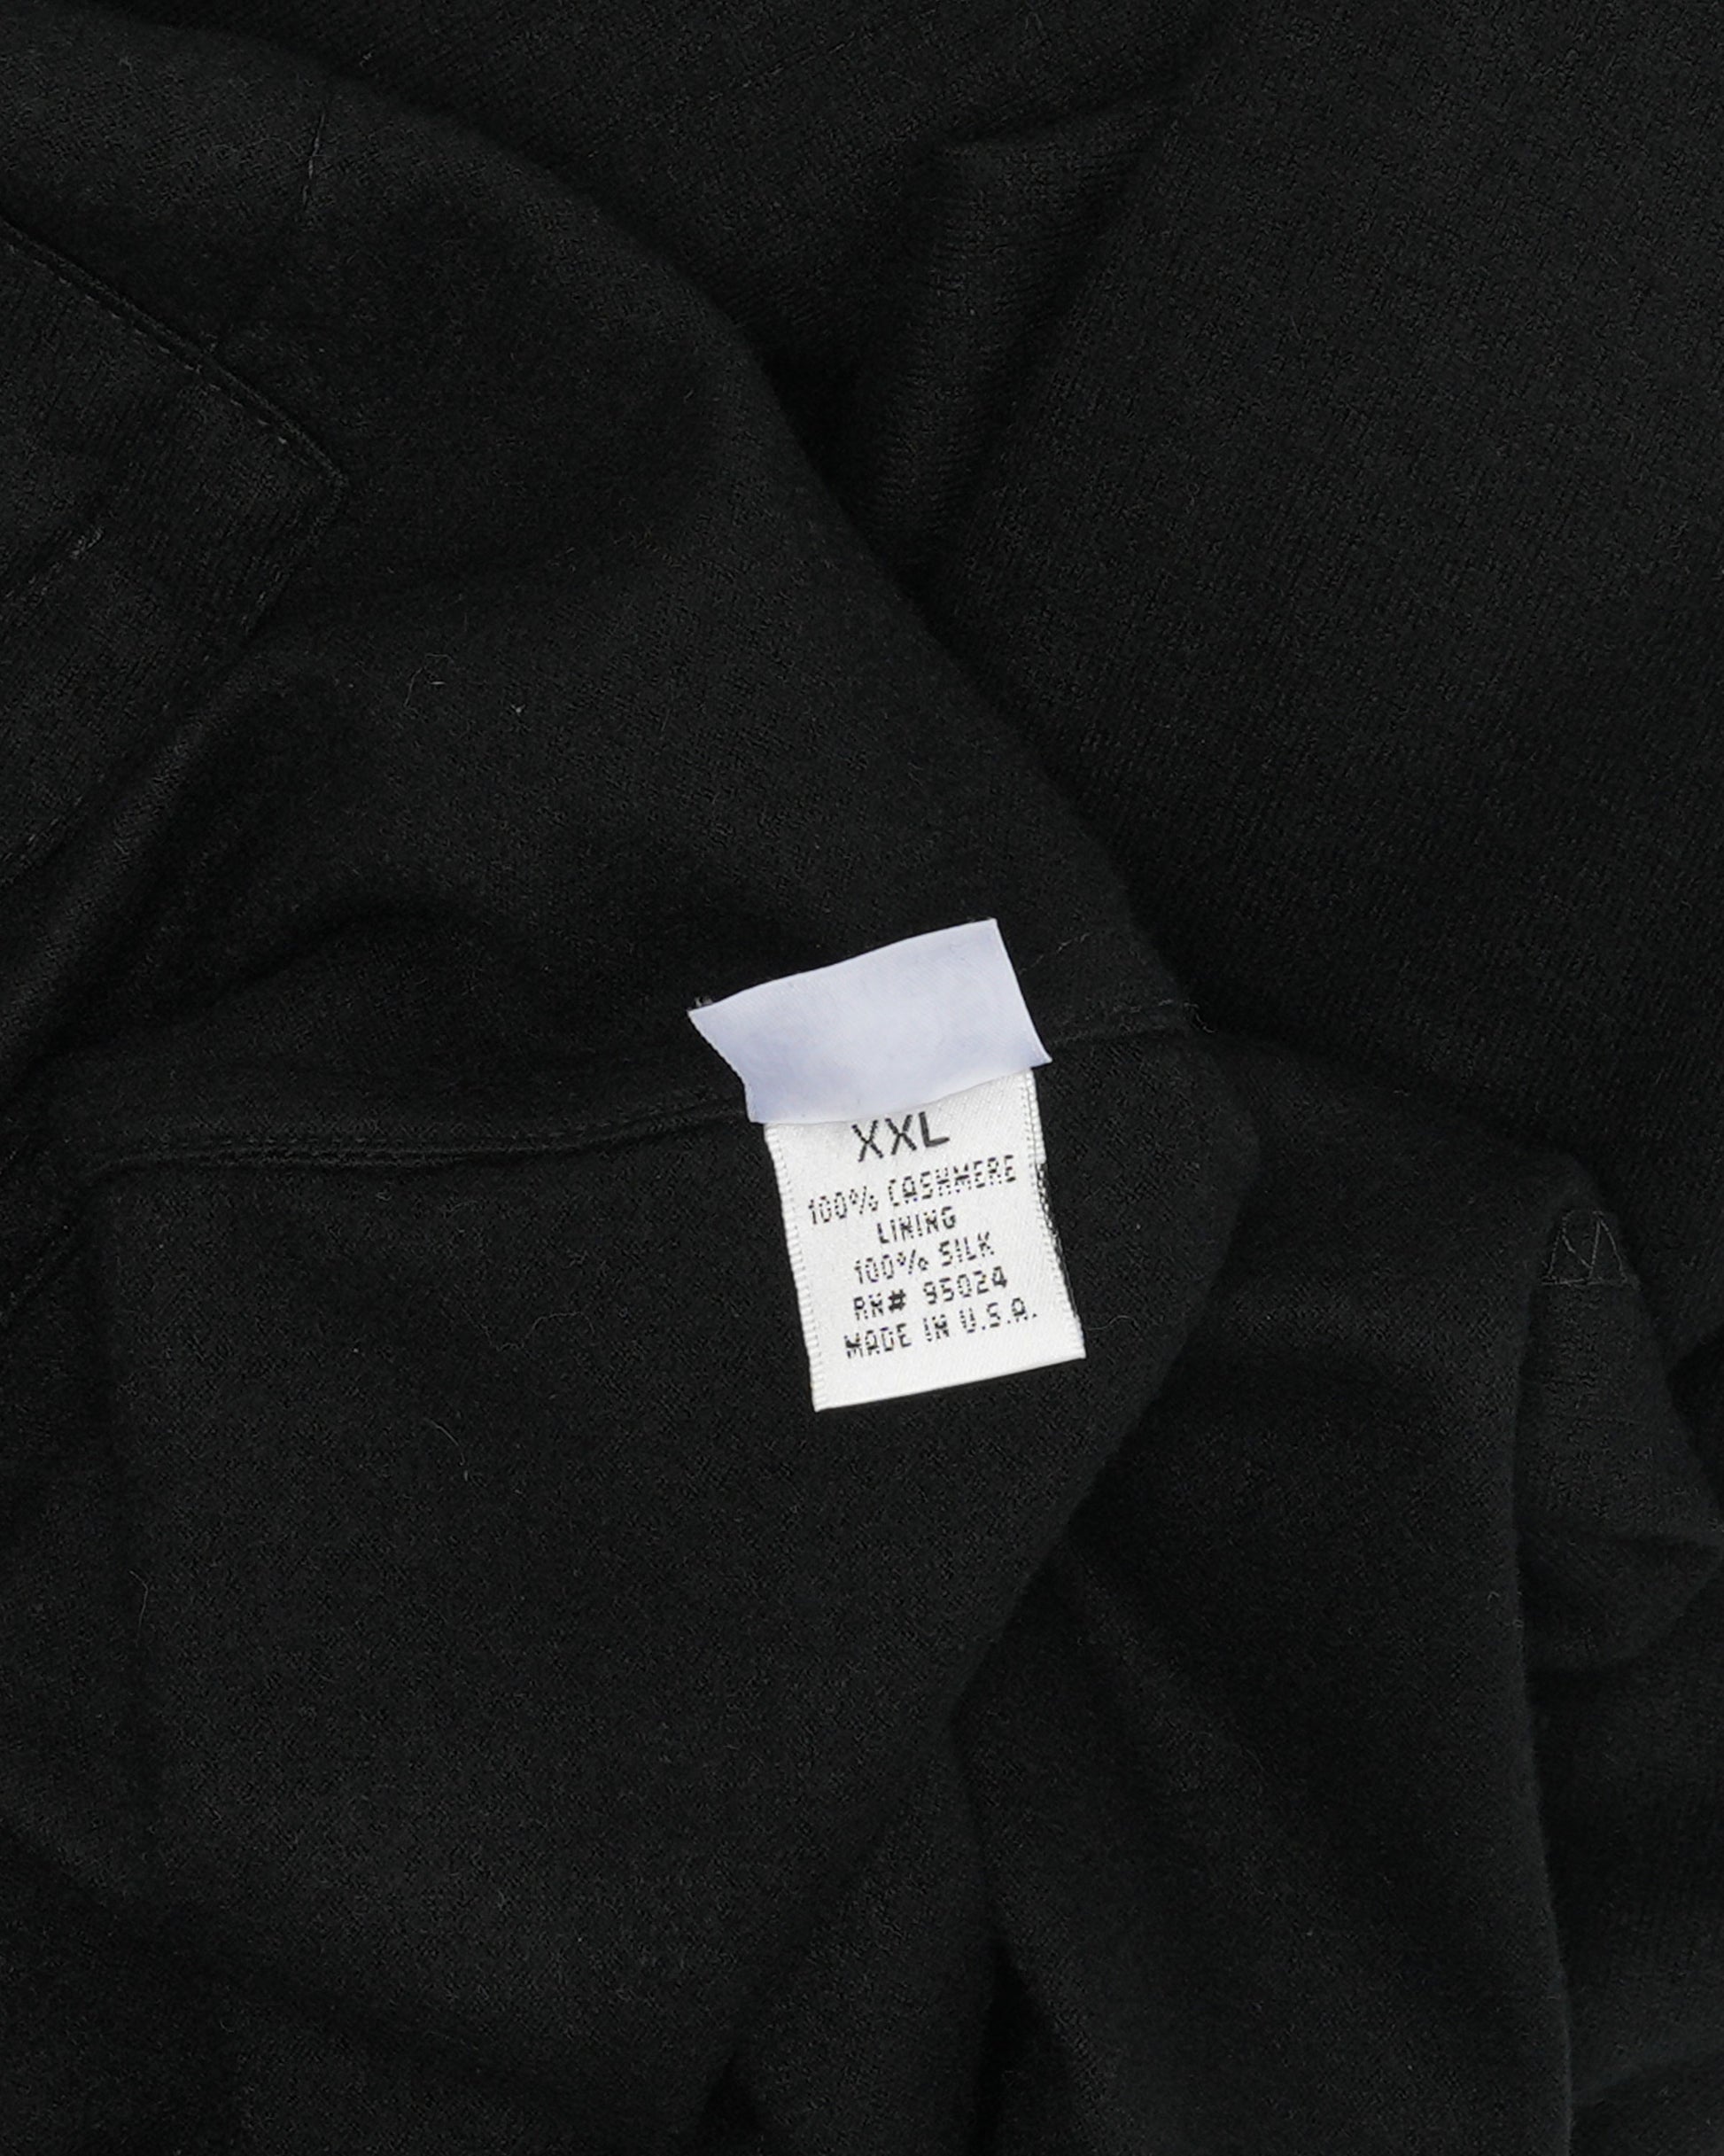 XXL
100% CASHMERE
LINING
100% SILK
RN# 95024
MADE IN U.S.A.